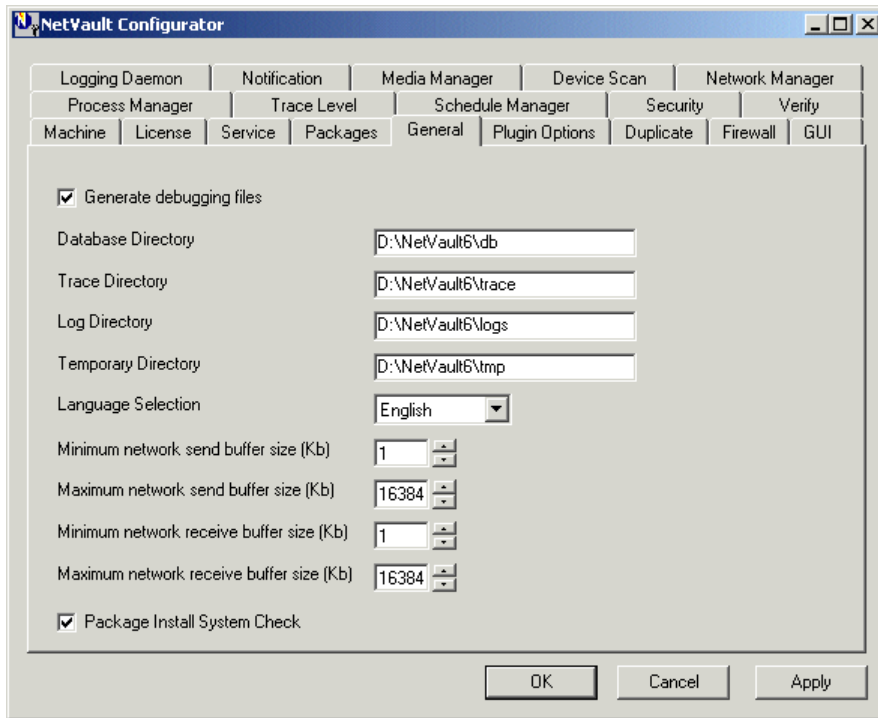 NetVault Configurator
Logging Daemon Notification Media Manager Device Scan Network Manager
Process Manager Trace Level Schedule Manager Security Verify
Machine License Service Packages General Plugin Options Duplicate Firewall GUI
Generate debugging files
Database Directory D:\NetVault6\db
Trace Directory D:\NetVault6\trace
Log Directory D:\NetVault6\logs
Temporary Directory D:\NetVault6\tmp
Language Selection English
Minimum network send buffer size (Kb) 1
Maximum network send buffer size (Kb) 16384
Minimum network receive buffer size (Kb) 1
Maximum network receive buffer size (Kb) 16384
Package Install System Check
OK Cancel Apply